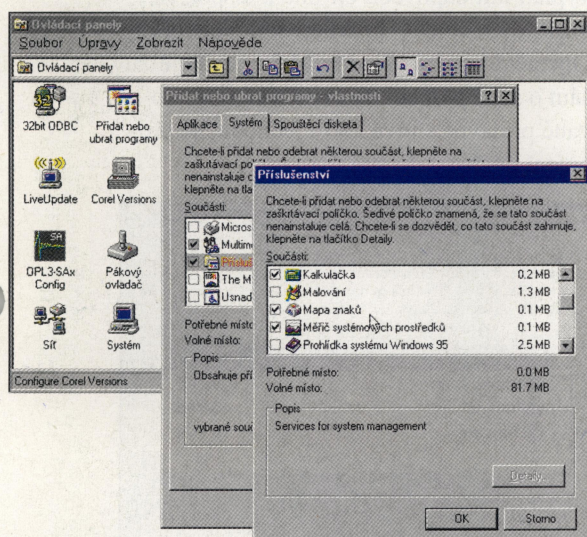 Ovládací panely
Soubor Úpravy Zobrazit Nápověda
Ovládací panely
32bit ODBC
Přidat nebo
ubrat programy
LiveUpdate
Corel Versions
OPL3-SAx
Config
Pákový
ovladač
Síť
Systém
Configure Corel Versions
Přidat nebo ubrat programy - vlastnosti
Aplikace Systém Spouštěcí disketa
Chcete-li přidat nebo odebrat některou součást, klepněte na
zaškrtávací
nenainstaluje c
klepněte na tla
Součásti:
Micros
Multime
Přísluš
The M
Usnad
Potřebné místo
Volné místo:
Popis
Obsahuje pří
vybrané souč
Příslušenství
Chcete-li přidat nebo odebrat některou součást, klepněte na
zaškrtávací políčko. Šedivé políčko znamená, že se tato součást
nenainstaluje celá. Chcete-li se dozvědět, co tato součást zahrnuje,
klepněte na tlačítko Detaily.
Součásti:
Kalkulačka 0.2 MB
Malování 1.3 MB
Mapa znaků 0.1 MB
Měřič systémových prostředků 0.1 MB
Prohlídka systému Windows 95 2.5 MB
Potřebné místo: 0.0 MB
Volné místo: 81.7 MB
Popis
Services for system management
Detaily...
OK Storno